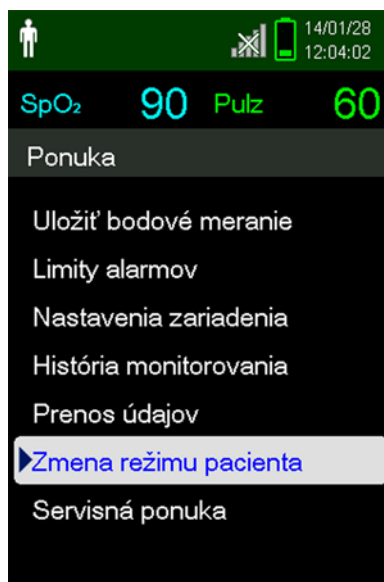 14/01/28
12:04:02
SpO₂ 90 Pulz 60
Ponuka
Uložiť bodové meranie
Limity alarmov
Nastavenia zariadenia
História monitorovania
Prenos údajov
Zmena režimu pacienta
Servisná ponuka